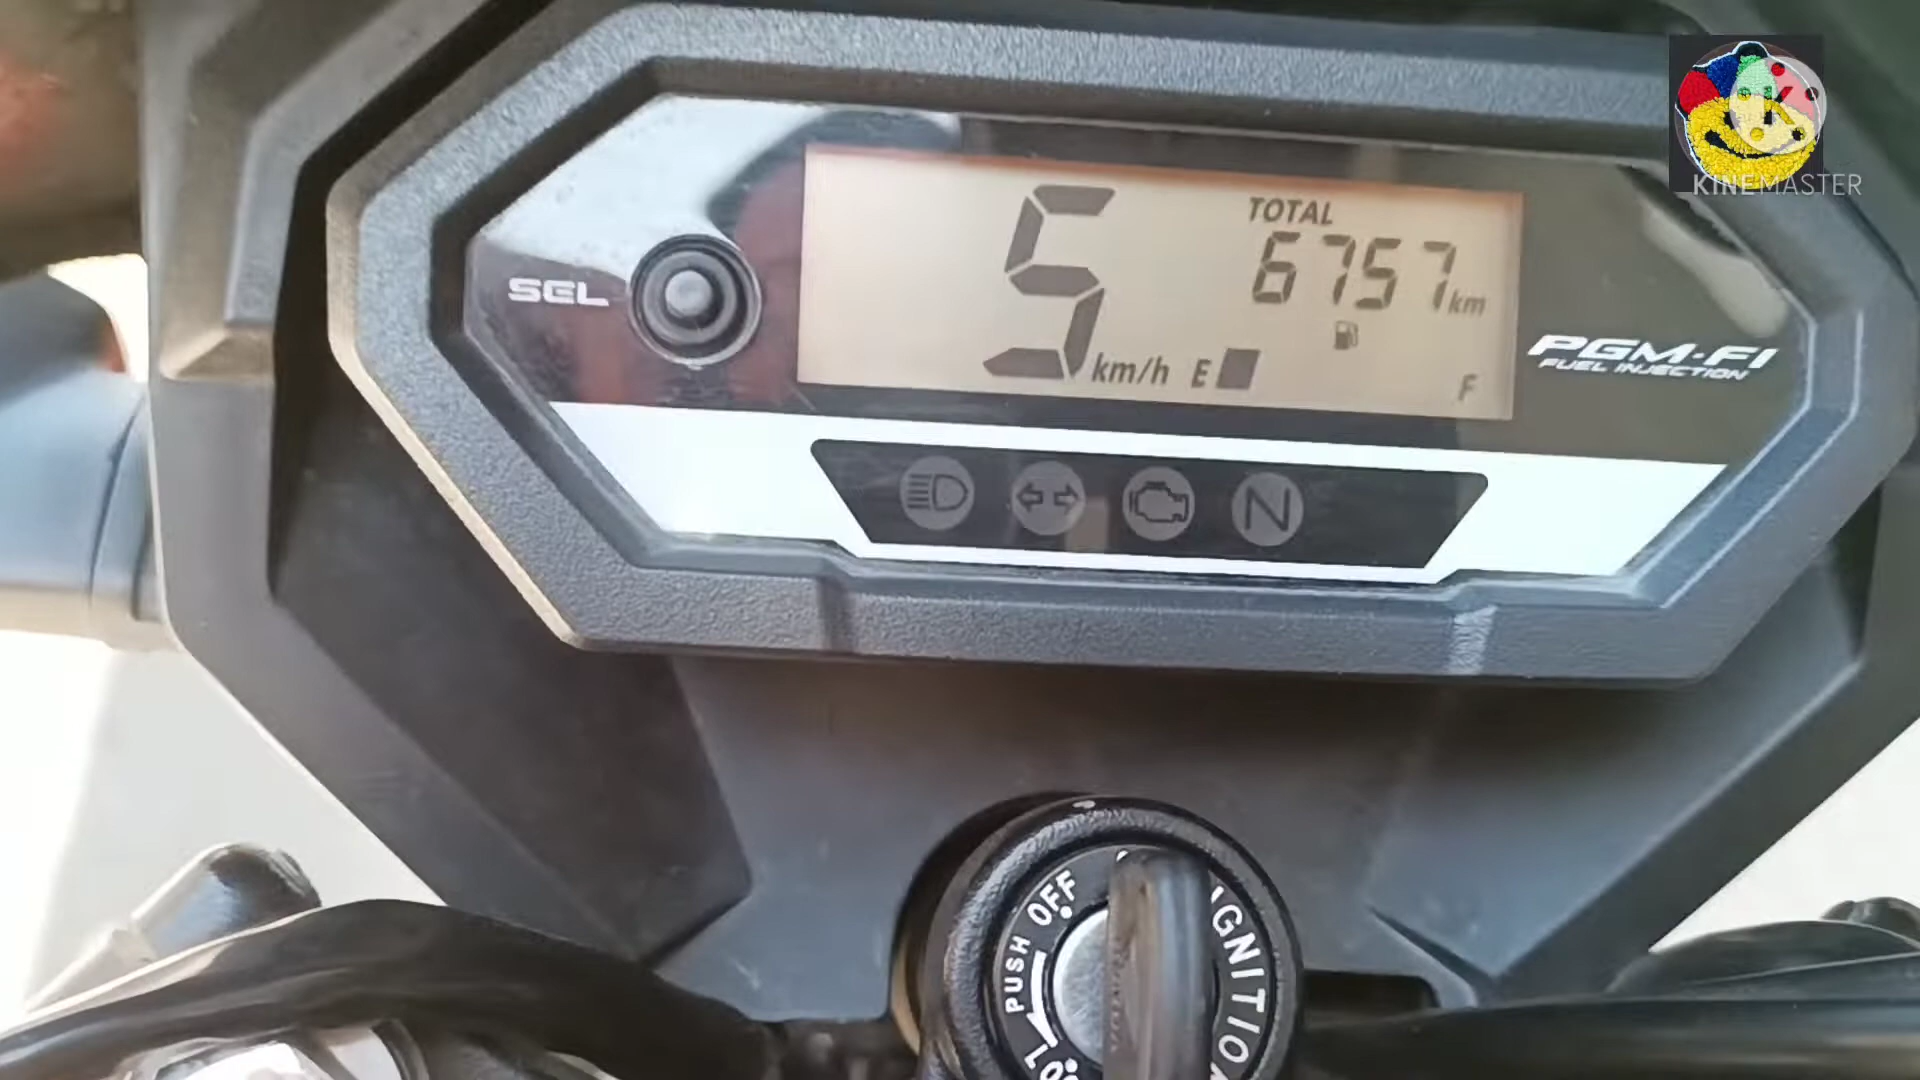 KINEMASTER
TOTAL
6757 km
SEL
5 km/h
E F
PGM-FI
FUEL INJECTION
N
OFF
PUSH
IGNITION